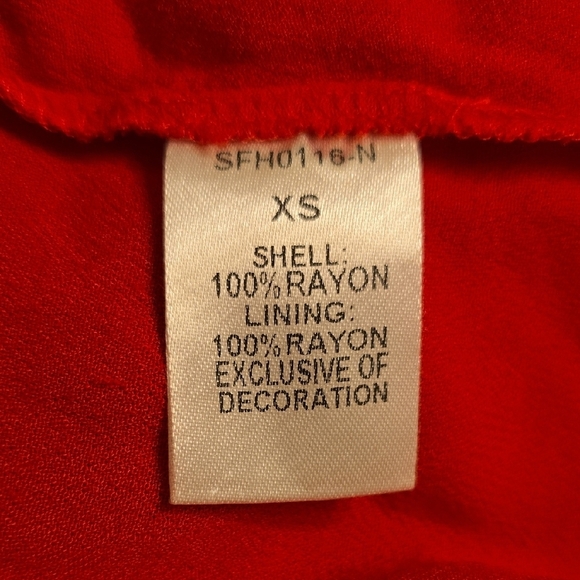 SFH0116-N
XS
SHELL:
100% RAYON
LINING:
100% RAYON
EXCLUSIVE OF
DECORATION